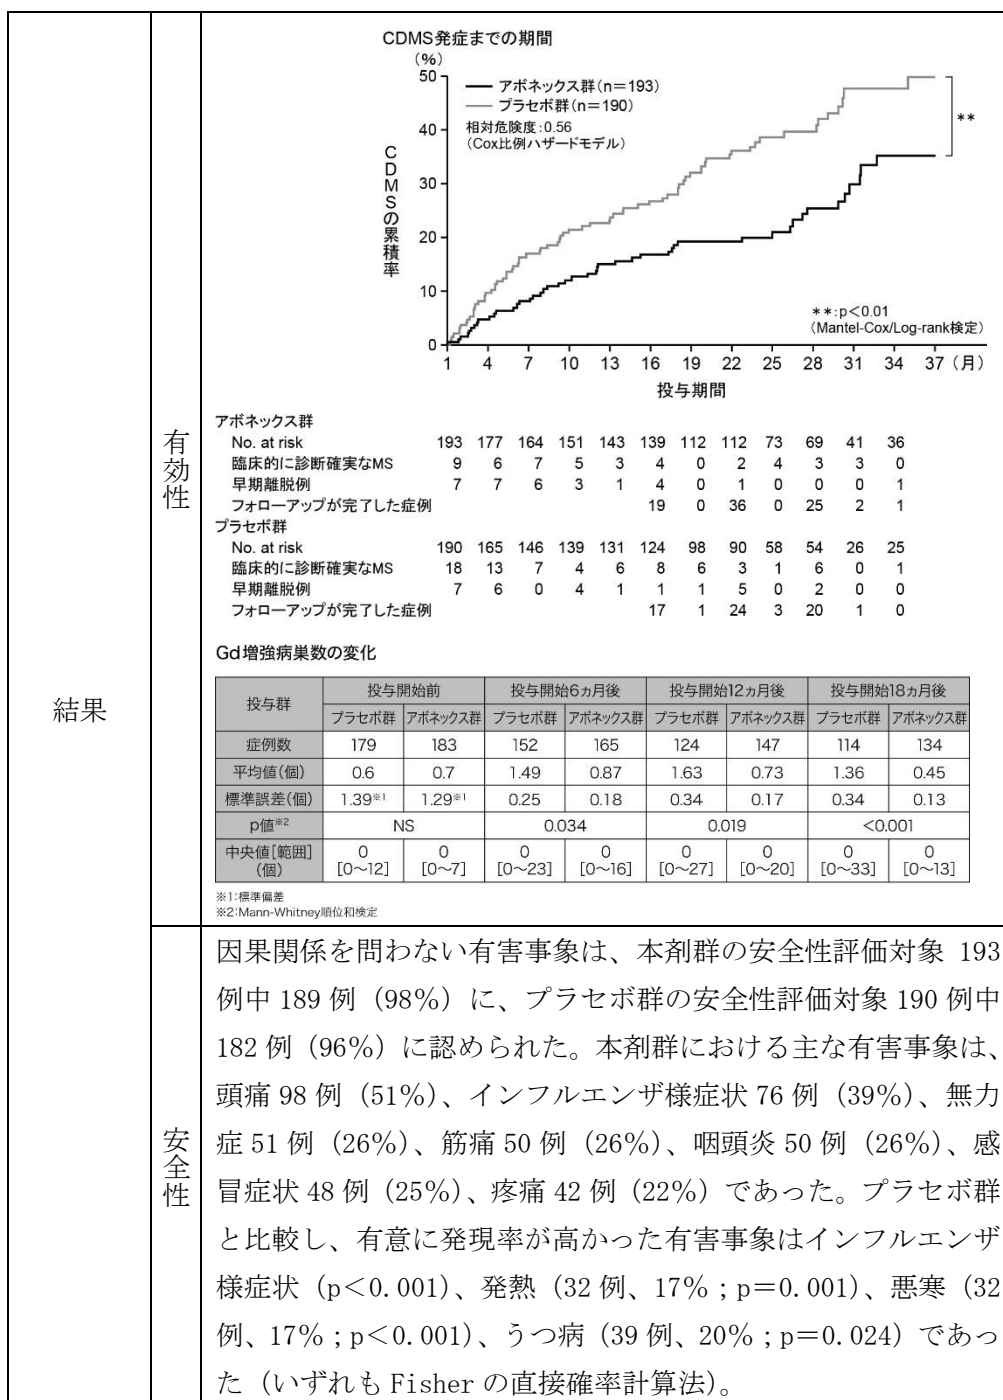 結果
有効性
CDMS発症までの期間
(%)
50
40
30
20
10
0
CDMSの累積率
アボネックス群(n=193)
プラセボ群(n=190)
相対危険度:0.56
(Cox比例ハザードモデル)
**
**:p<0.01
(Mantel-Cox/Log-rank検定)
1 4 7 10 13 16 19 22 25 28 31 34 37 (月)
投与期間
アボネックス群
No. at risk 193 177 164 151 143 139 112 112 73 69 41 36
臨床的に診断確実なMS 9 6 7 5 3 4 0 2 4 3 3 0
早期離脱例 7 7 6 3 1 4 0 1 0 0 0 1
フォローアップが完了した症例 19 0 36 0 25 2 1
プラセボ群
No. at risk 190 165 146 139 131 124 98 90 58 54 26 25
臨床的に診断確実なMS 18 13 7 4 6 8 6 3 1 6 0 1
早期離脱例 7 6 0 4 1 1 1 5 0 2 0 0
フォローアップが完了した症例 17 1 24 3 20 1 0
Gd増強病巣数の変化
投与群 投与開始前 投与開始6ヵ月後 投与開始12ヵ月後 投与開始18ヵ月後
プラセボ群 アボネックス群 プラセボ群 アボネックス群 プラセボ群 アボネックス群 プラセボ群 アボネックス群
症例数 179 183 152 165 124 147 114 134
平均値(個) 0.6 0.7 1.49 0.87 1.63 0.73 1.36 0.45
標準誤差(個) 1.39※1 1.29※1 0.25 0.18 0.34 0.17 0.34 0.13
p値※2 NS 0.034 0.019 <0.001
中央値[範囲](個) 0 0 0 0 0 0 0 0
[0〜12] [0〜7] [0〜23] [0〜16] [0〜27] [0〜20] [0〜33] [0〜13]
※1:標準偏差
※2:Mann-Whitney順位和検定
安全性
因果関係を問わない有害事象は、本剤群の安全性評価対象 193
例中 189 例（98％）に、プラセボ群の安全性評価対象 190 例中
182 例（96％）に認められた。本剤群における主な有害事象は、
頭痛 98 例（51％）、インフルエンザ様症状 76 例（39％）、無力
症 51 例（26％）、筋痛 50 例（26％）、咽頭炎 50 例（26％）、感
冒症状 48 例（25％）、疼痛 42 例（22％）であった。プラセボ群
と比較し、有意に発現率が高かった有害事象はインフルエンザ
様症状（p＜0.001）、発熱（32 例、17％；p＝0.001）、悪寒（32
例、17％；p＜0.001）、うつ病（39 例、20％；p＝0.024）であっ
た（いずれも Fisher の直接確率計算法）。